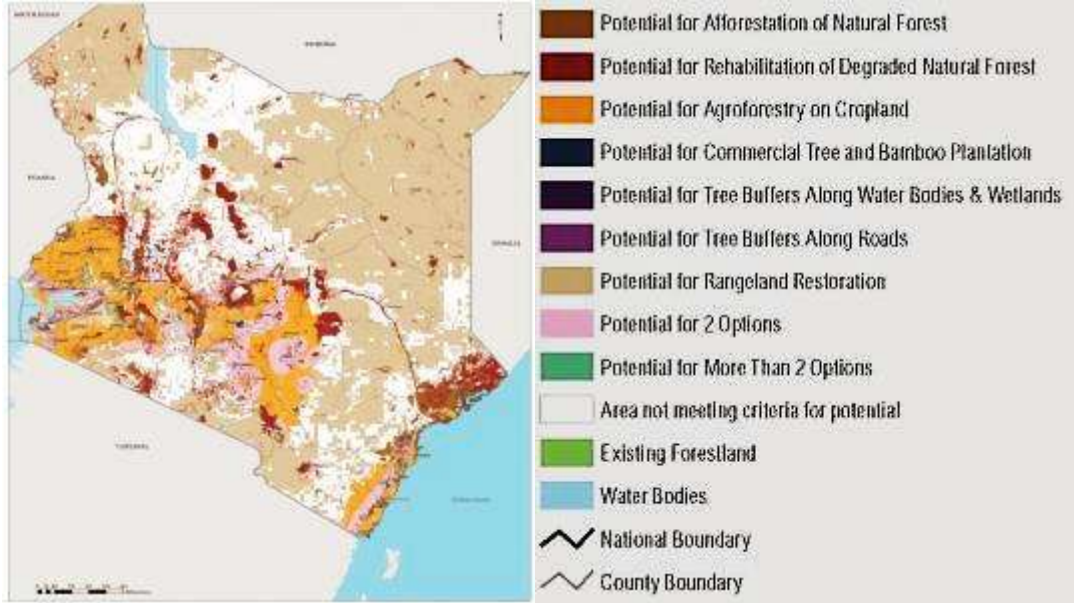 Potential for Afforestation of Natural Forest
Potential for Rehabilitation of Degraded Natural Forest
Potential for Agroforestry on Cropland
Potential for Commercial Tree and Bamboo Plantation
Potential for Tree Buffers Along Water Bodies & Wetlands
Potential for Tree Buffers Along Roads
Potential for Rangeland Restoration
Potential for 2 Options
Potential for More Than 2 Options
Area not meeting criteria for potential
Existing Forestland
Water Bodies
National Boundary
County Boundary